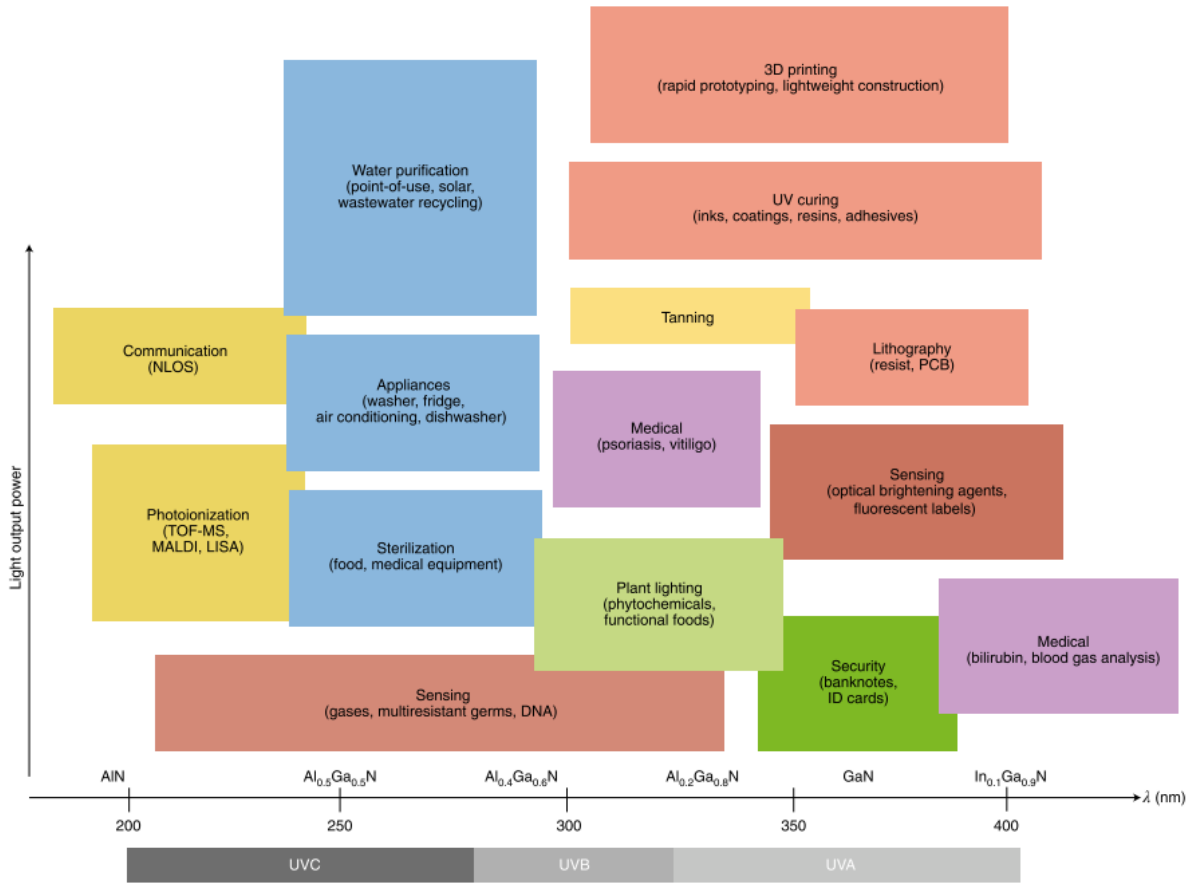 3D printing
(rapid prototyping, lightweight construction)
Water purification
(point-of-use, solar,
wastewater recycling)
UV curing
(inks, coatings, resins, adhesives)
Tanning
Communication
(NLOS)
Lithography
(resist, PCB)
Appliances
(washer, fridge,
air conditioning, dishwasher)
Medical
(psoriasis, vitiligo)
Sensing
(optical brightening agents,
fluorescent labels)
Photoionization
(TOF-MS,
MALDI, LISA)
Sterilization
(food, medical equipment)
Plant lighting
(phytochemicals,
functional foods)
Medical
(bilirubin, blood gas analysis)
Security
(banknotes,
ID cards)
Sensing
(gases, multiresistant germs, DNA)
Light output power
AlN Al0.5Ga0.5N Al0.4Ga0.6N Al0.2Ga0.8N GaN In0.1Ga0.9N
λ (nm)
200 250 300 350 400
UVC UVB UVA